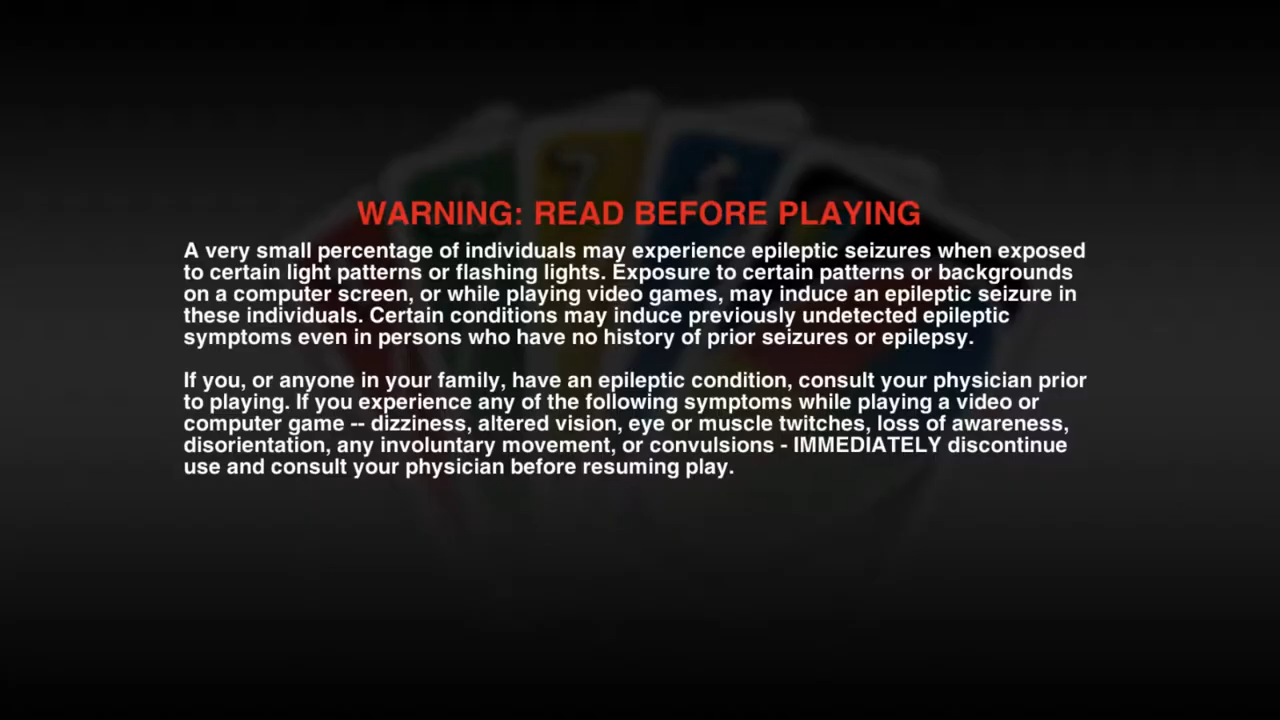 WARNING: READ BEFORE PLAYING
A very small percentage of individuals may experience epileptic seizures when exposed
to certain light patterns or flashing lights. Exposure to certain patterns or backgrounds
on a computer screen, or while playing video games, may induce an epileptic seizure in
these individuals. Certain conditions may induce previously undetected epileptic
symptoms even in persons who have no history of prior seizures or epilepsy.
If you, or anyone in your family, have an epileptic condition, consult your physician prior
to playing. If you experience any of the following symptoms while playing a video or
computer game -- dizziness, altered vision, eye or muscle twitches, loss of awareness,
disorientation, any involuntary movement, or convulsions - IMMEDIATELY discontinue
use and consult your physician before resuming play.